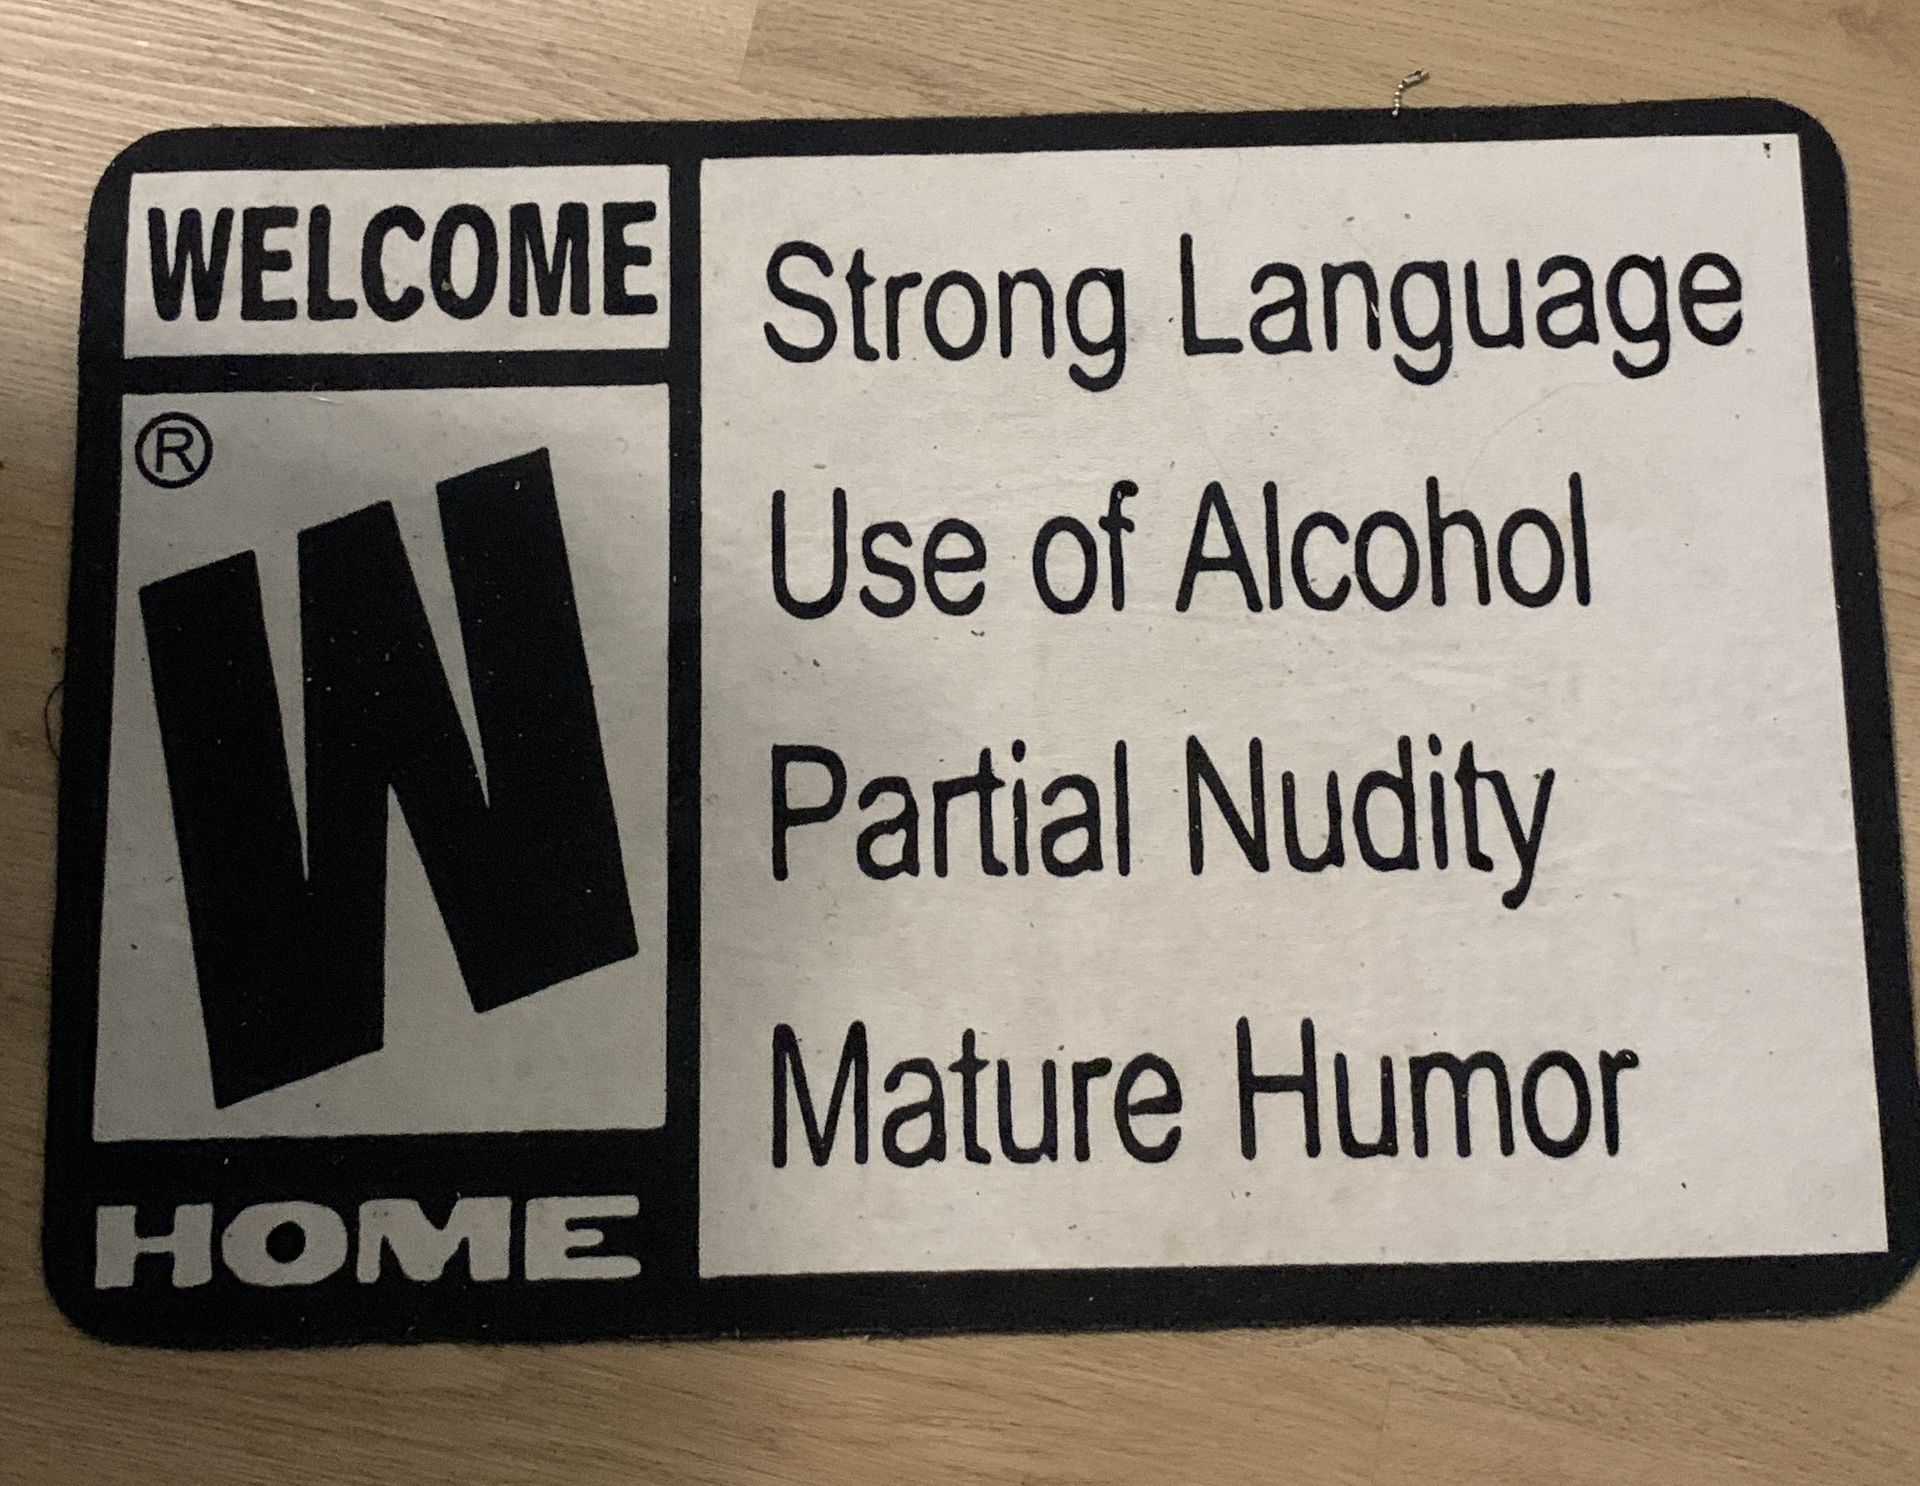 WELCOME
®
W
HOME
Strong Language
Use of Alcohol
Partial Nudity
Mature Humor